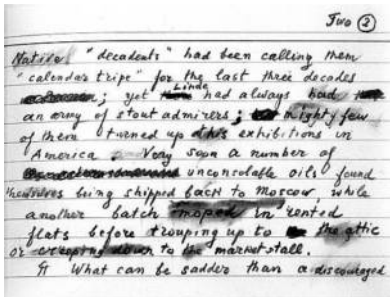 Two 2
Native "decadents" had been calling them
"calendar tripe" for the last three decades
; yet Linde had always had
an army of stout admirers; mighty few
of them turned up at his exhibitions in
America. Very soon a number of
unconsolable oils found
themselves being shipped back to Moscow, while
another batch moped in rented
flats before trouping up to the attic
or creeping down to the market stall.
¶ What can be sadder than a discouraged